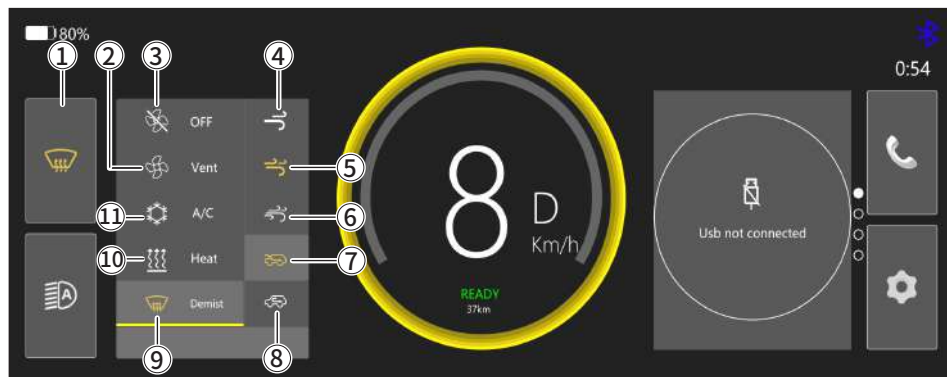 80%
1
2
3
4
0:54
OFF
Vent
5
11
A/C
6
10
Heat
7
Demist
9
8
8
D
Km/h
READY
37km
Usb not connected
A